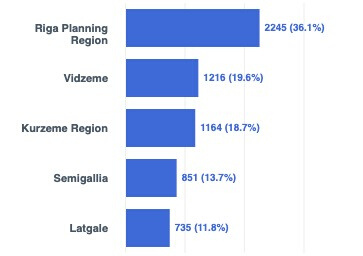 Riga Planning
Region
2245 (36.1%)
Vidzeme
1216 (19.6%)
Kurzeme Region
1164 (18.7%)
Semigallia
851 (13.7%)
Latgale
735 (11.8%)